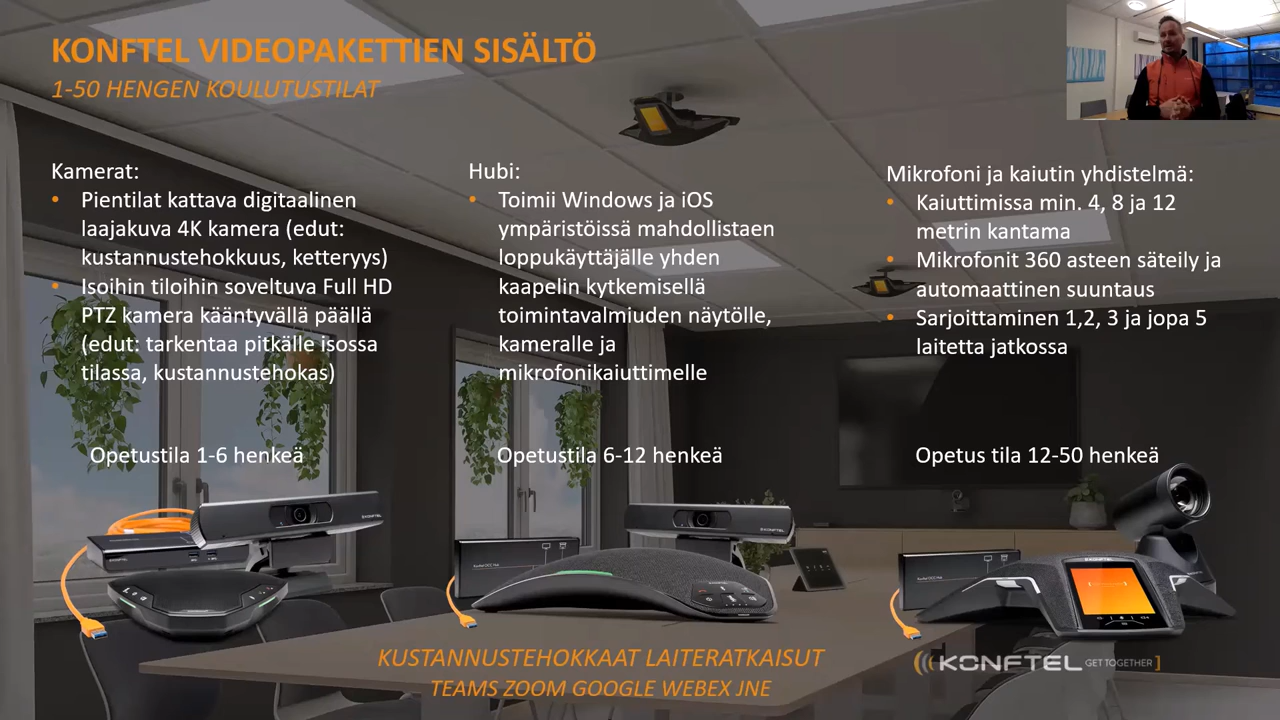 KONFTEL VIDEOPAKETTIEN SISÄLTÖ
1-50 HENGEN KOULUTUSTILAT
Kamerat:
• Pientilat kattava digitaalinen
laajakuva 4K kamera (edut:
kustannustehokkuus, ketteryys)
• Isoihin tiloihin soveltuva Full HD
PTZ kamera kääntyvällä päällä
(edut: tarkentaa pitkälle isossa
tilassa, kustannustehokas)
Hubi:
• Toimii Windows ja iOS
ympäristöissä mahdollistaen
loppukäyttäjälle yhden
kaapelin kytkemisellä
toimintavalmiuden näytölle,
kameralle ja
mikrofonikaiuttimelle
Mikrofoni ja kaiutin yhdistelmä:
• Kaiuttimissa min. 4, 8 ja 12
metrin kantama
• Mikrofonit 360 asteen säteily ja
automaattinen suuntaus
• Sarjoittaminen 1,2, 3 ja jopa 5
laitetta jatkossa
Opetustila 1-6 henkeä
Opetustila 6-12 henkeä
Opetus tila 12-50 henkeä
KUSTANNUSTEHOKKAAT LAITERATKAISUT
TEAMS ZOOM GOOGLE WEBEX JNE
KONFTEL GET TOGETHER